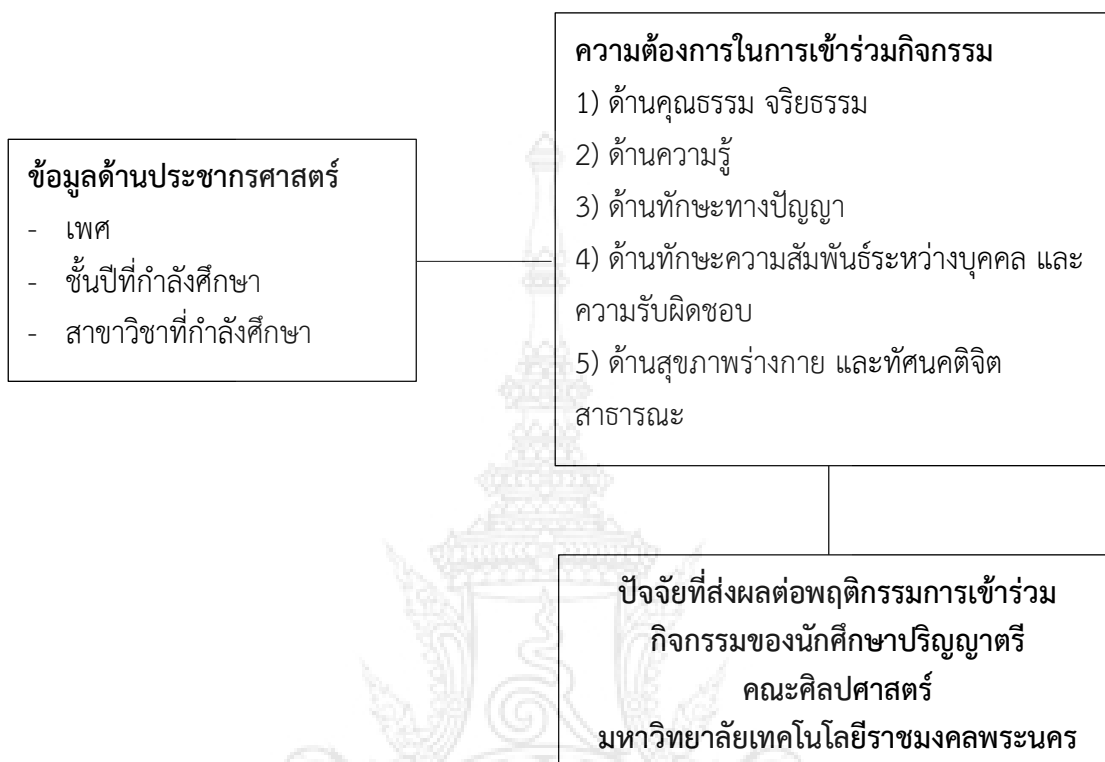 ความต้องการในการเข้าร่วมกิจกรรม
1) ด้านคุณธรรม จริยธรรม
2) ด้านความรู้
3) ด้านทักษะทางปัญญา
4) ด้านทักษะความสัมพันธ์ระหว่างบุคคล และ
ความรับผิดชอบ
5) ด้านสุขภาพร่างกาย และทัศนคติจิต
สาธารณะ
ข้อมูลด้านประชากรศาสตร์
- เพศ
- ชั้นปีที่กำลังศึกษา
- สาขาวิชาที่กำลังศึกษา
ปัจจัยที่ส่งผลต่อพฤติกรรมการเข้าร่วม
กิจกรรมของนักศึกษาปริญญาตรี
คณะศิลปศาสตร์
มหาวิทยาลัยเทคโนโลยีราชมงคลพระนคร